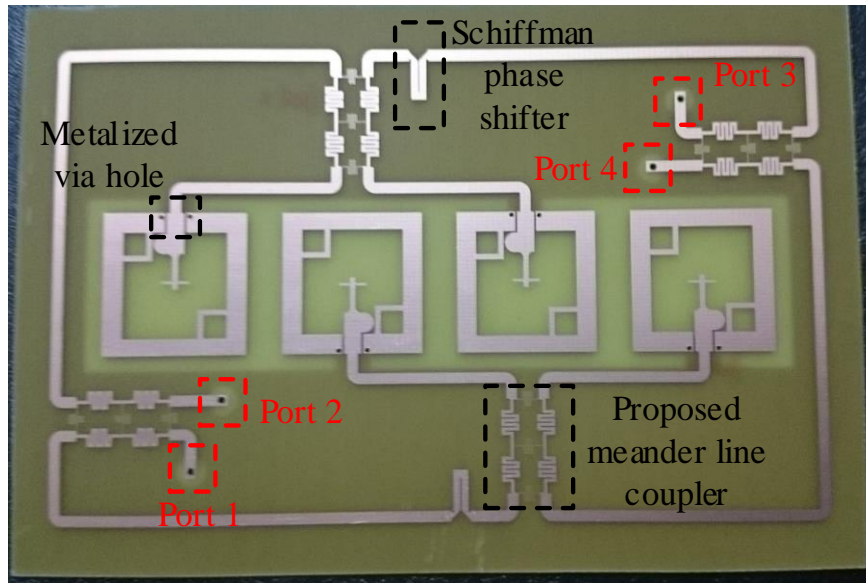 Schiffman
phase
shifter
Port 3
Metalized
via hole
Port 4
Port 2
Proposed
meander line
coupler
Port 1